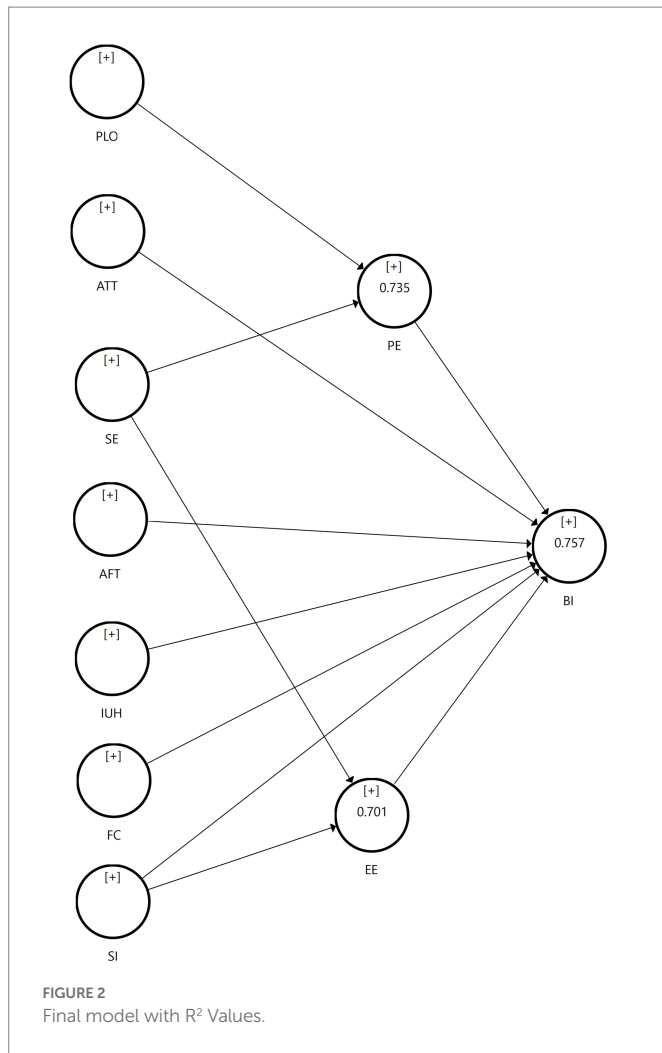 [+]
PLO
[+]
ATT
[+]
0.735
PE
[+]
SE
[+]
AFT
[+]
0.757
BI
[+]
IUH
[+]
FC
[+]
0.701
EE
[+]
SI
FIGURE 2
Final model with R² Values.